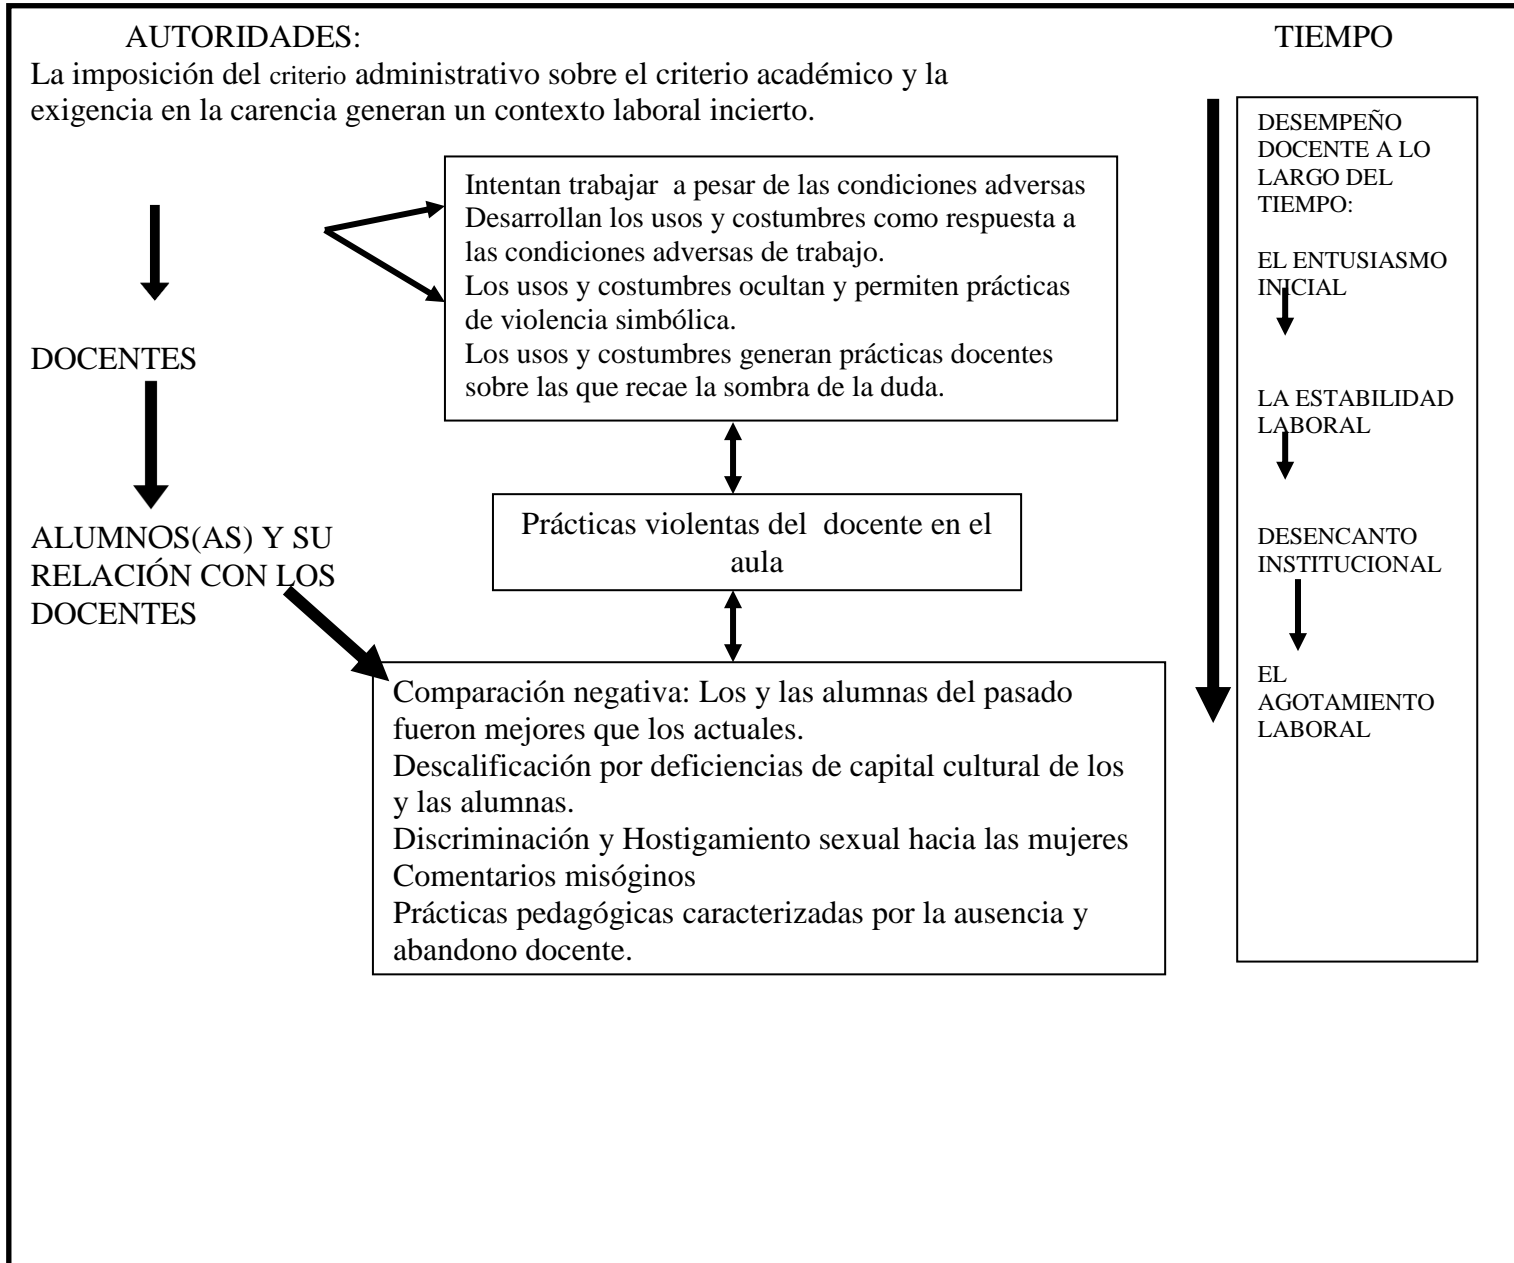 AUTORIDADES:
La imposición del criterio administrativo sobre el criterio académico y la
exigencia en la carencia generan un contexto laboral incierto.
Intentan trabajar a pesar de las condiciones adversas
Desarrollan los usos y costumbres como respuesta a
las condiciones adversas de trabajo.
Los usos y costumbres ocultan y permiten prácticas
de violencia simbólica.
Los usos y costumbres generan prácticas docentes
sobre las que recae la sombra de la duda.
DOCENTES
Prácticas violentas del docente en el
aula
ALUMNOS(AS) Y SU
RELACIÓN CON LOS
DOCENTES
Comparación negativa: Los y las alumnas del pasado
fueron mejores que los actuales.
Descalificación por deficiencias de capital cultural de los
y las alumnas.
Discriminación y Hostigamiento sexual hacia las mujeres
Comentarios misóginos
Prácticas pedagógicas caracterizadas por la ausencia y
abandono docente.
TIEMPO
DESEMPEÑO
DOCENTE A LO
LARGO DEL
TIEMPO:
EL ENTUSIASMO
INICIAL
LA ESTABILIDAD
LABORAL
DESENCANTO
INSTITUCIONAL
EL
AGOTAMIENTO
LABORAL